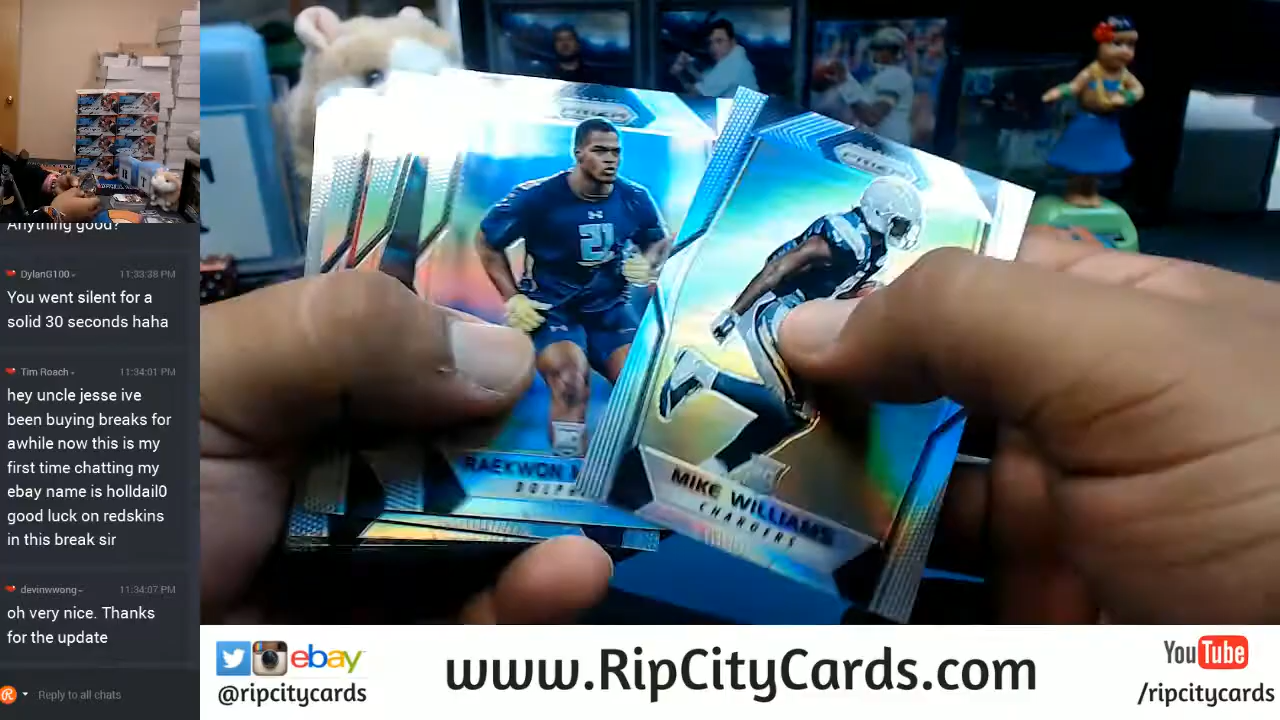 Anything good?
DylanG100
11:33:38 PM
You went silent for a
solid 30 seconds haha
Tim Roach
11:34:01 PM
hey uncle jesse ive
been buying breaks for
awhile now this is my
first time chatting my
ebay name is holldail0
good luck on redskins
in this break sir
devinwwong
11:34:07 PM
oh very nice. Thanks
for the update
Reply to all chats
PRIZM
21
RAEKWON
PRIZM
MIKE WILLIAMS
CHARGERS
ebay
@ripcitycards
www.RipCityCards.com
YouTube
/ripcitycards